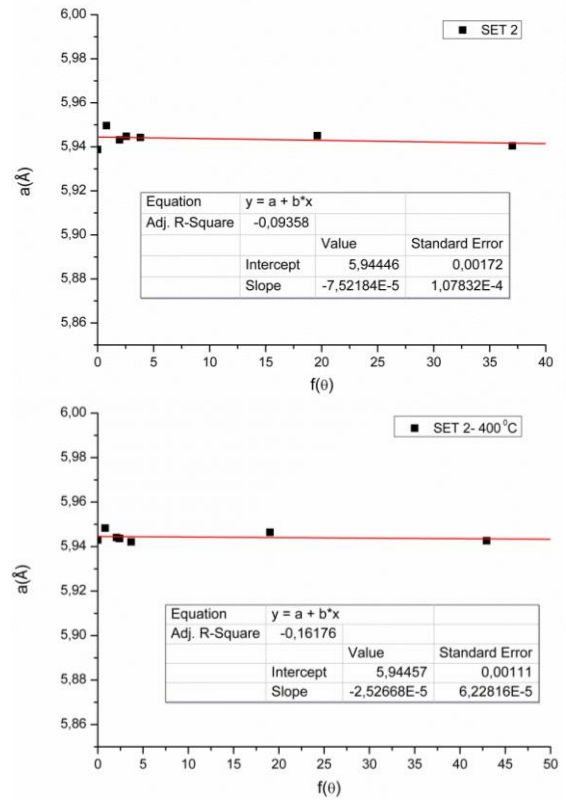 6,00
SET 2
5,98
5,96
5,94
5,92
5,90
5,88
5,86
a(Å)
Equation y = a + b*x
Adj. R-Square -0,09358
Value Standard Error
Intercept 5,94446 0,00172
Slope -7,52184E-5 1,07832E-4
0 5 10 15 20 25 30 35 40
f(θ)
6,00
SET 2- 400 ⁰C
5,98
5,96
5,94
5,92
5,90
5,88
5,86
a(Å)
Equation y = a + b*x
Adj. R-Square -0,16176
Value Standard Error
Intercept 5,94457 0,00111
Slope -2,52668E-5 6,22816E-5
0 5 10 15 20 25 30 35 40 45 50
f(θ)